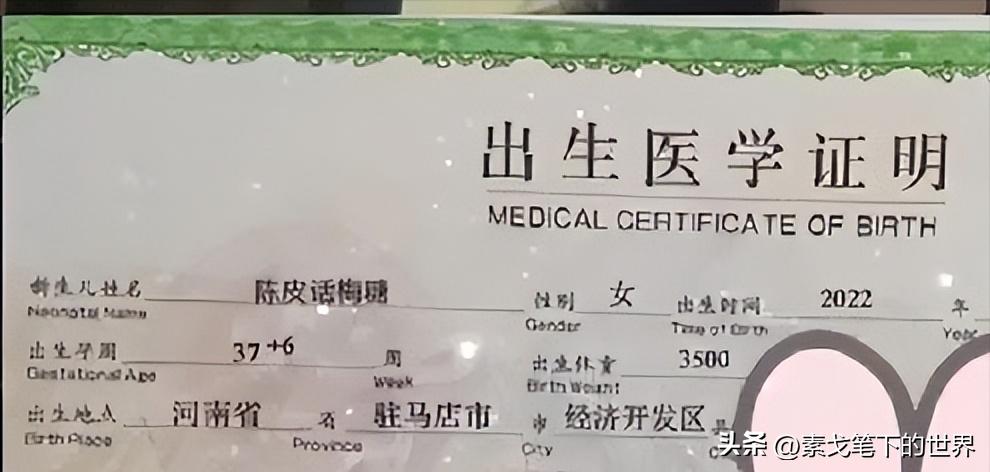 出生医学证明
MEDICAL CERTIFICATE OF BIRTH
新生儿姓名 陈皮话梅糖 性别 女 出生时间 2022 年
Gender Time of Birth Year
出生孕周 37+6 周 出生体重 3500
Gestational Age Week Birth
出生地点 河南省 省 驻马店市 市 经济开发区 县
Birth Place Province City
头条 @素戈笔下的世界